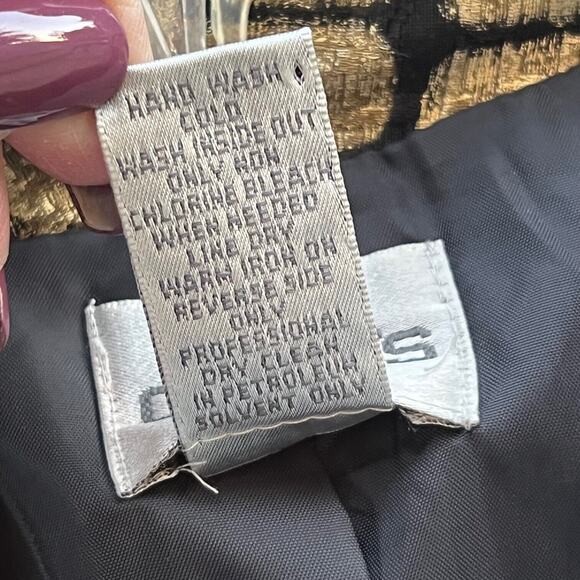 HAND WASH
COLD
WASH INSIDE OUT
ONLY NON
CHLORINE BLEACH
WHEN NEEDED
LINE DRY
WARM IRON ON
REVERSE SIDE
ONLY
PROFESSIONAL
DRY CLEAN
IN PETROLEUM
SOLVENT ONLY
S